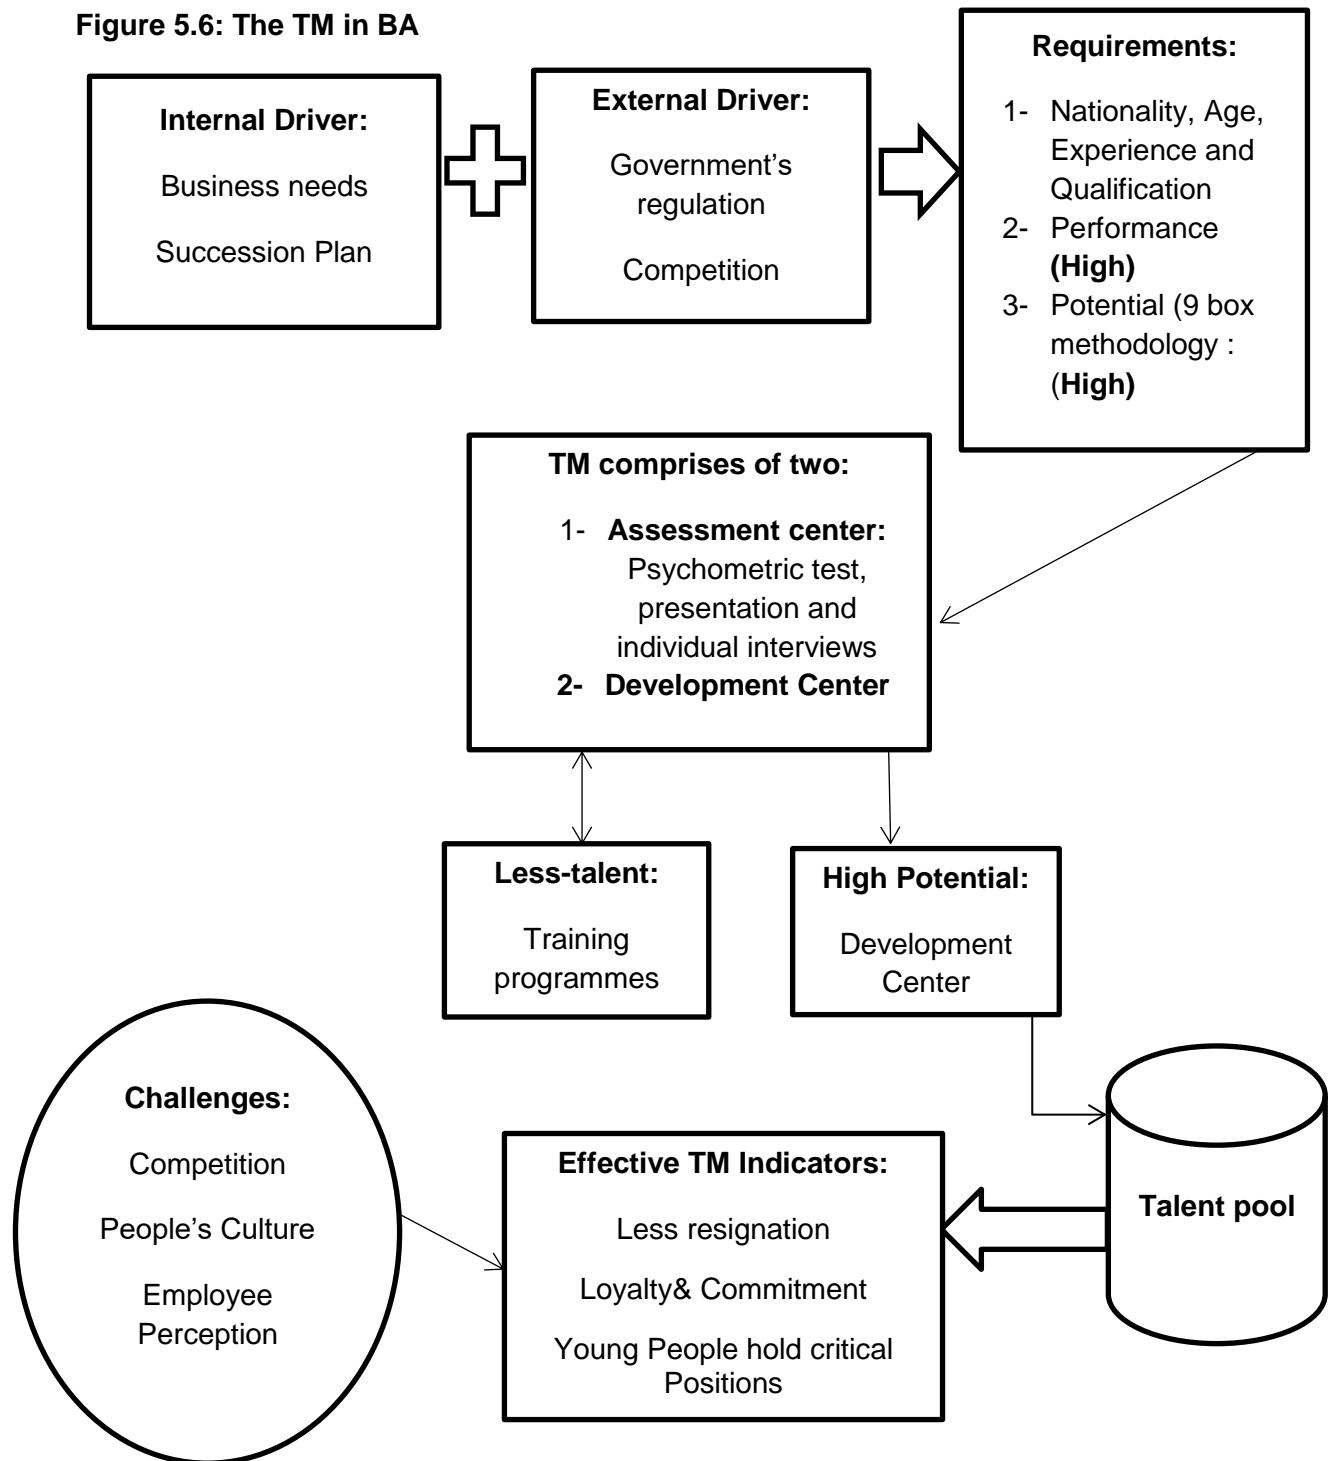 Figure 5.6: The TM in BA
Internal Driver:
Business needs
Succession Plan
External Driver:
Government’s
regulation
Competition
Requirements:
1- Nationality, Age,
Experience and
Qualification
2- Performance
(High)
3- Potential (9 box
methodology :
(High)
TM comprises of two:
1- Assessment center:
Psychometric test,
presentation and
individual interviews
2- Development Center
Less-talent:
Training
programmes
High Potential:
Development
Center
Challenges:
Competition
People’s Culture
Employee
Perception
Effective TM Indicators:
Less resignation
Loyalty& Commitment
Young People hold critical
Positions
Talent pool